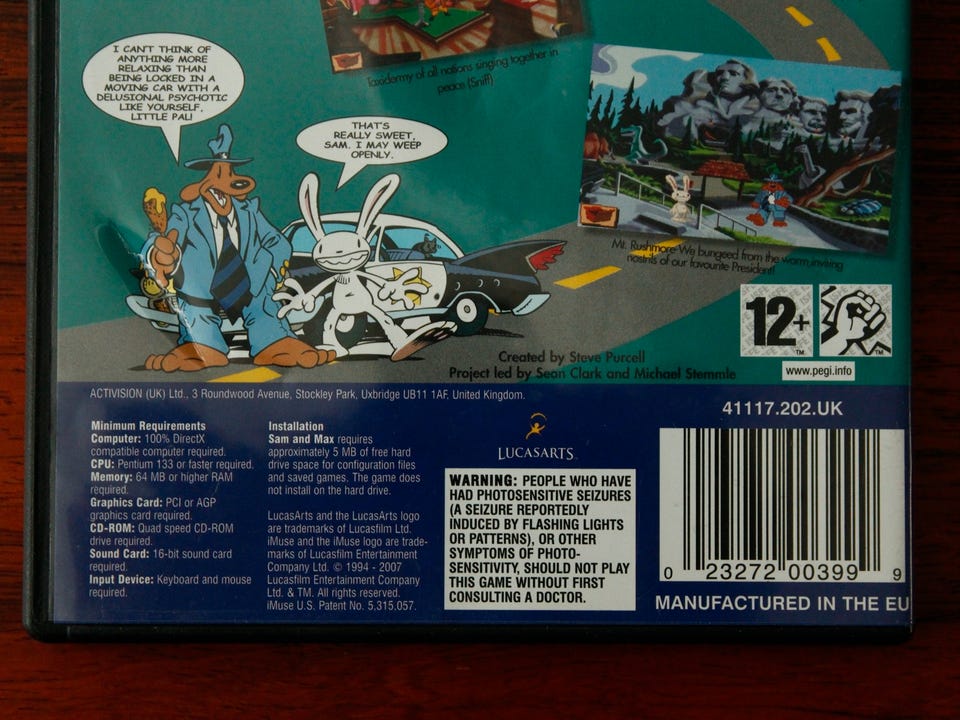 Taxidermy of all nations singing together in
peace (Sniff)
I CAN'T THINK OF
ANYTHING MORE
RELAXING THAN
BEING LOCKED IN A
MOVING CAR WITH A
DELUSIONAL PSYCHOTIC
LIKE YOURSELF,
LITTLE PAL!
THAT'S
REALLY SWEET,
SAM. I MAY WEEP
OPENLY.
Mt. Rushmore-We bungeed from the warm,inviting
nostrils of our favourite President!
12+
TM
TM
www.pegi.info
Created by Steve Purcell
Project led by Sean Clark and Michael Stemmle
ACTIVISION (UK) Ltd., 3 Roundwood Avenue, Stockley Park, Uxbridge UB11 1AF. United Kingdom.
Minimum Requirements
Computer: 100% DirectX
compatible computer required.
CPU: Pentium 133 or faster required.
Memory: 64 MB or higher RAM
required.
Graphics Card: PCI or AGP
graphics card required.
CD-ROM: Quad speed CD-ROM
drive required.
Sound Card: 16-bit sound card
required.
Input Device: Keyboard and mouse
required.
Installation
Sam and Max requires
approximately 5 MB of free hard
drive space for configuration files
and saved games. The game does
not install on the hard drive.
LucasArts and the LucasArts logo
are trademarks of Lucasfilm Ltd.
iMuse and the iMuse logo are trade-
marks of Lucasfilm Entertainment
Company Ltd. © 1994 - 2007
Lucasfilm Entertainment Company
Ltd. & TM. All rights reserved.
iMuse U.S. Patent No. 5,315,057.
LUCASARTS
WARNING: PEOPLE WHO HAVE
HAD PHOTOSENSITIVE SEIZURES
(A SEIZURE REPORTEDLY
INDUCED BY FLASHING LIGHTS
OR PATTERNS), OR OTHER
SYMPTOMS OF PHOTO-
SENSITIVITY, SHOULD NOT PLAY
THIS GAME WITHOUT FIRST
CONSULTING A DOCTOR.
41117.202.UK
0 23272 00399 9
MANUFACTURED IN THE EU